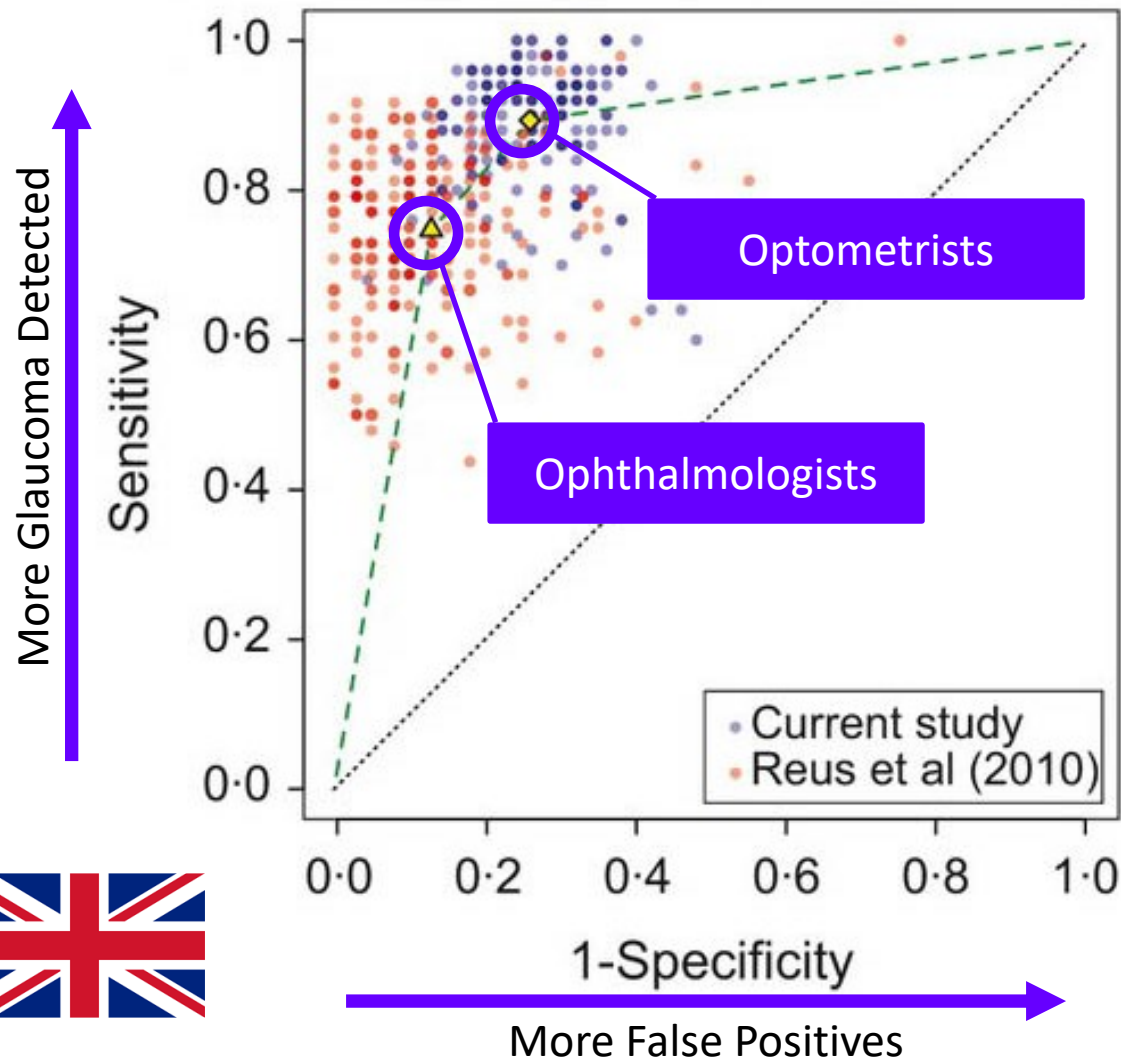 More Glaucoma Detected
Sensitivity
1·0
0·8
0·6
0·4
0·2
0·0
Optometrists
Ophthalmologists
Current study
Reus et al (2010)
0·0 0·2 0·4 0·6 0·8 1·0
1-Specificity
More False Positives